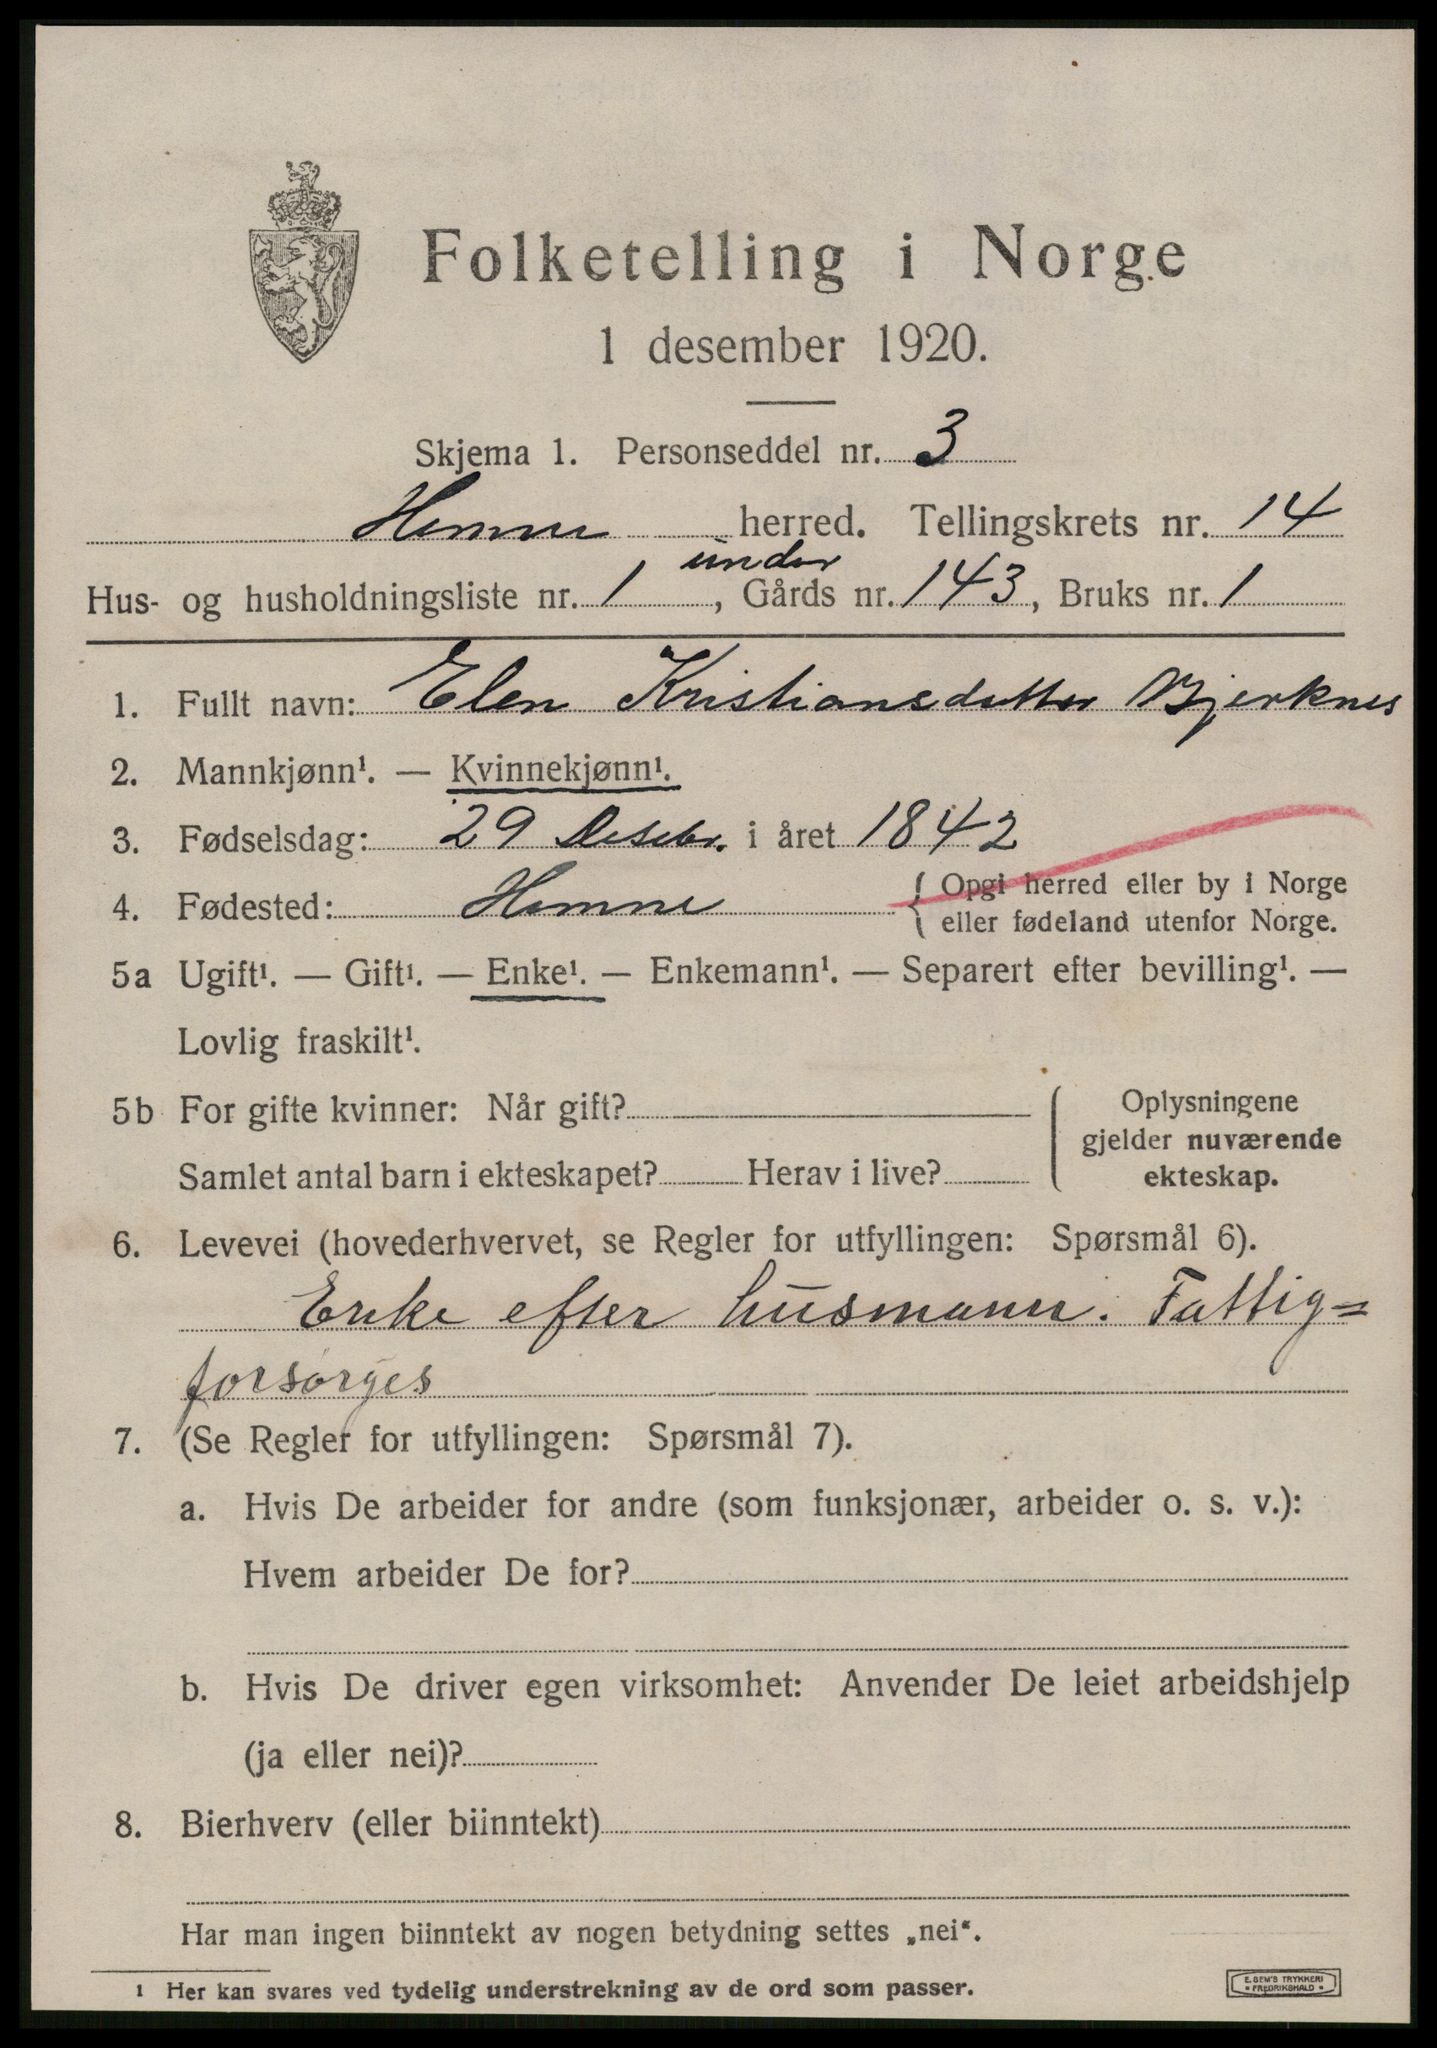 Folketelling i Norge
1 desember 1920.
Skjema 1. Personseddel nr. 3
Hemne herred. Tellingskrets nr. 14
under
Hus- og husholdningsliste nr. 1, Gårds nr. 143, Bruks nr. 1
1. Fullt navn: Elen Kristiansdatter Bjerknes
2. Mannkjønn¹. — Kvinnekjønn¹.
3. Fødselsdag: 29 Desebr. i året 1842
4. Fødested: Hemne { Opgi herred eller by i Norge
eller fødeland utenfor Norge.
5a Ugift¹. — Gift¹. — Enke¹. — Enkemann¹. — Separert efter bevilling¹. —
Lovlig fraskilt¹.
5b For gifte kvinner: Når gift?
Samlet antal barn i ekteskapet? Herav i live?
Oplysningene
gjelder nuværende
ekteskap.
6. Levevei (hovederhvervet, se Regler for utfyllingen: Spørsmål 6).
Enke efter husmann. Fattig=
forsørges
7. (Se Regler for utfyllingen: Spørsmål 7).
a. Hvis De arbeider for andre (som funksjonær, arbeider o. s. v.):
Hvem arbeider De for?
b. Hvis De driver egen virksomhet: Anvender De leiet arbeidshjelp
(ja eller nei)?
8. Bierhverv (eller biinntekt)
Har man ingen biinntekt av nogen betydning settes „nei“.
¹ Her kan svares ved tydelig understrekning av de ord som passer.
E. SEM'S TRYKKERI
* FREDRIKSHALD *